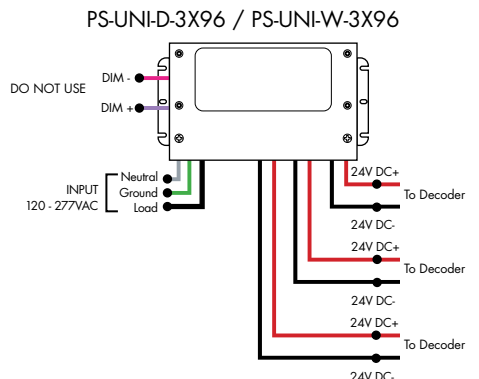 PS-UNI-D-3X96 / PS-UNI-W-3X96
DO NOT USE
DIM -
DIM +
INPUT
120 - 277VAC
Neutral
Ground
Load
24V DC+
To Decoder
24V DC-
24V DC+
To Decoder
24V DC-
24V DC+
To Decoder
24V DC-